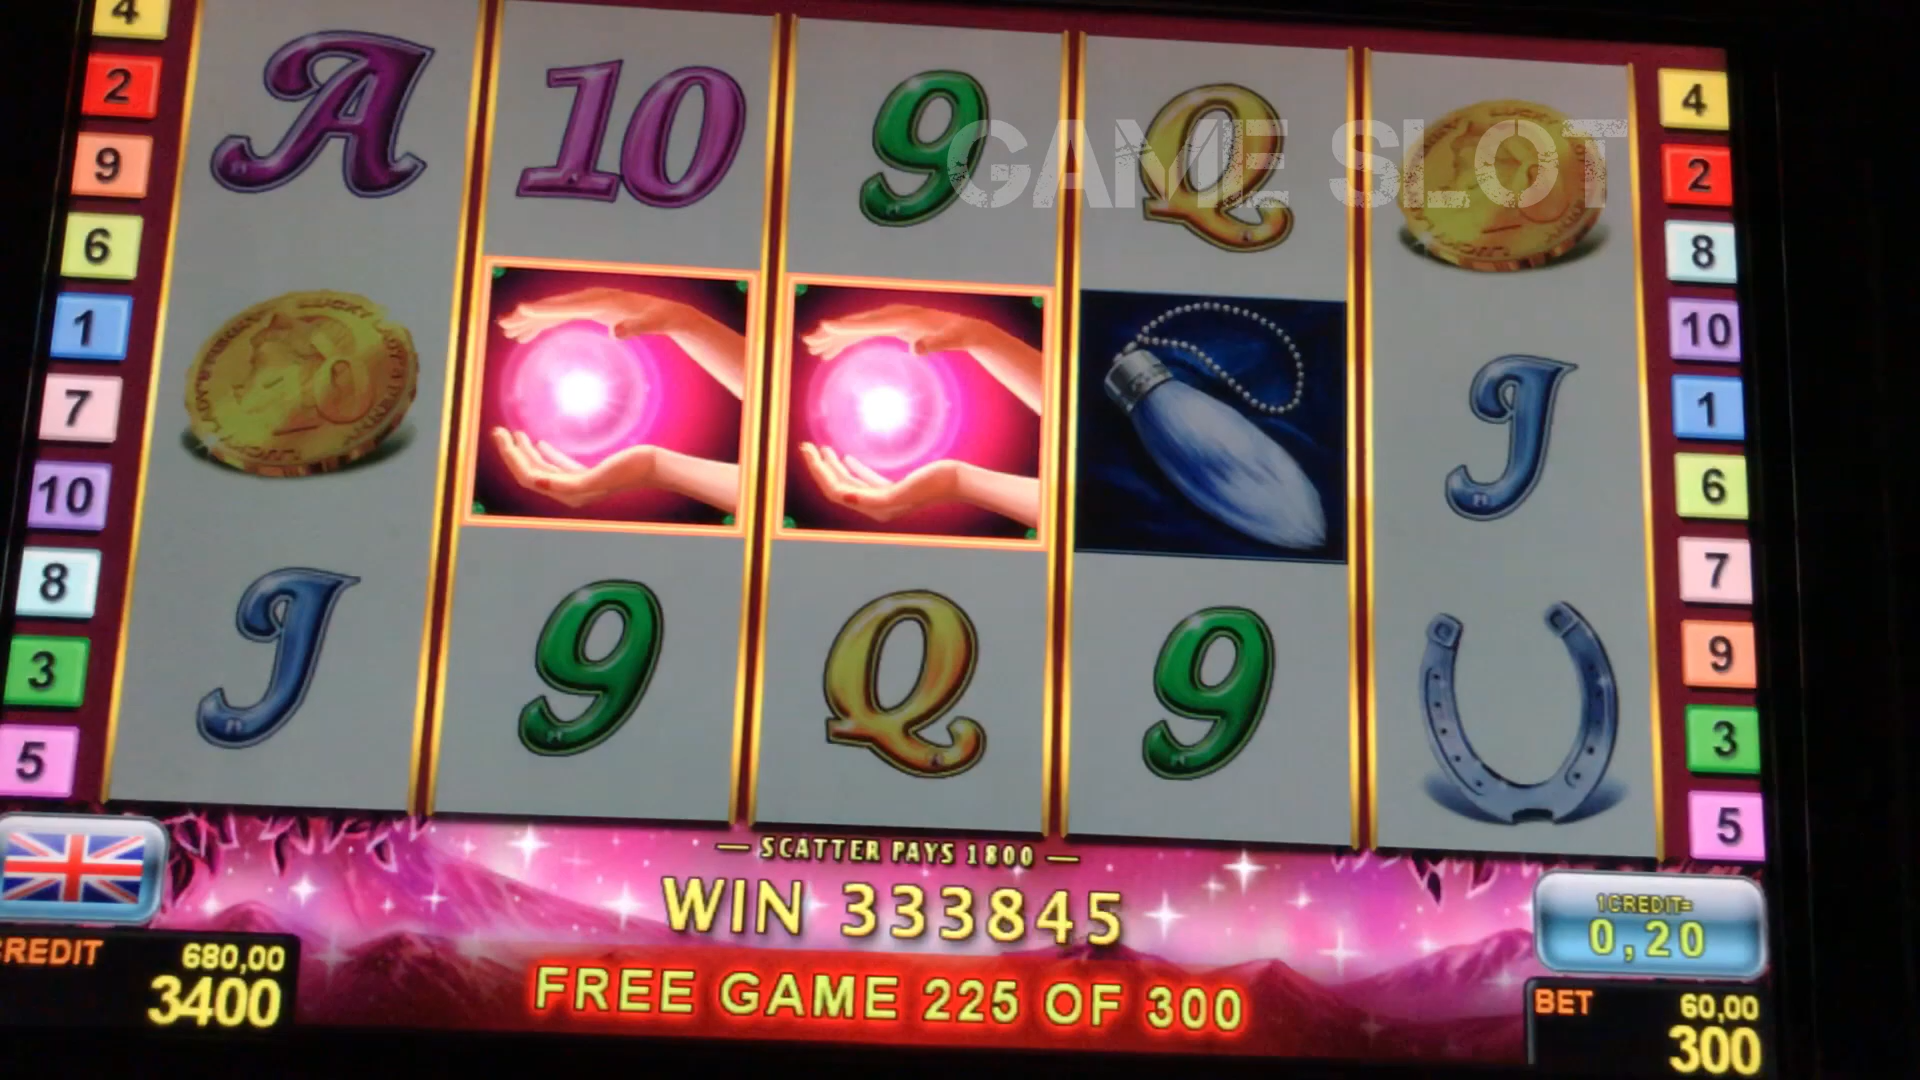 4
2
9
6
1
7
10
8
3
5
A 10 9 Q
J
J 9 Q 9
4
2
8
10
1
6
7
9
3
5
GAME SLOT
SCATTER PAYS 1800
WIN 333845
FREE GAME 225 OF 300
CREDIT 680,00
3400
1CREDIT=
0,20
BET 60,00
300